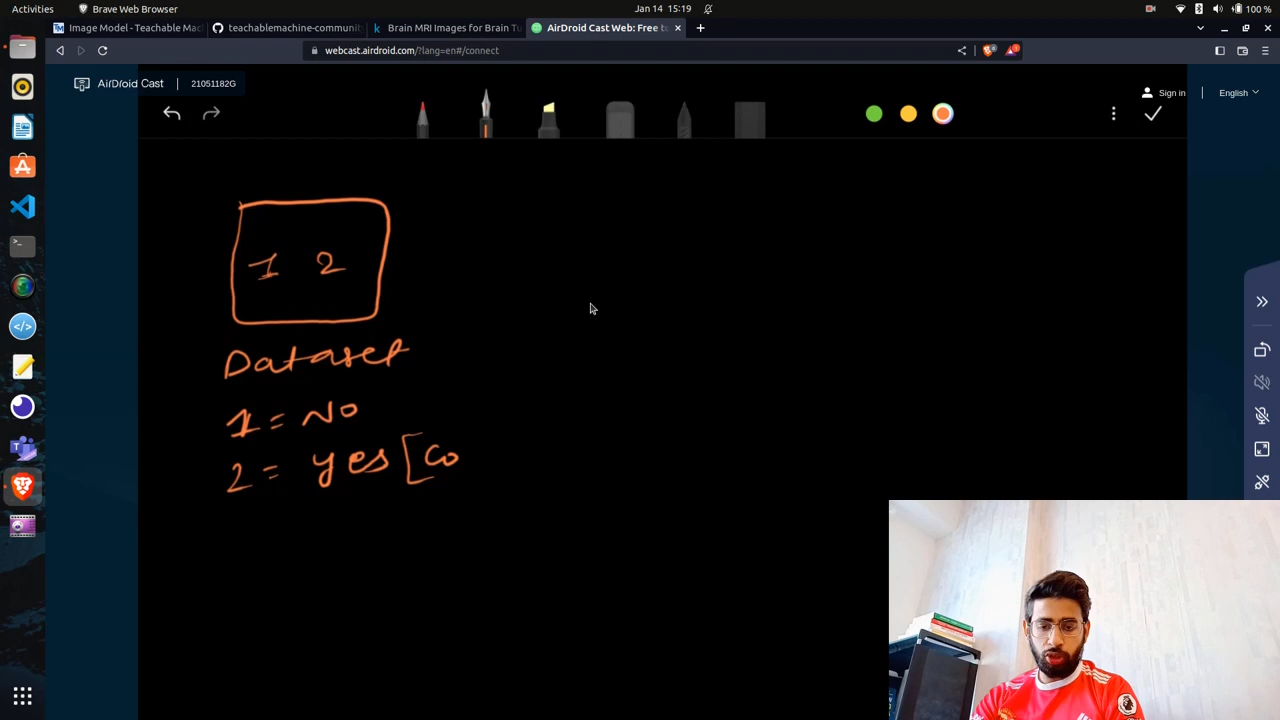 Activities
Brave Web Browser
Jan 14 15:19
100 %
Image Model - Teachable Mac
teachablemachine-communit
Brain MRI Images for Brain Tu
AirDroid Cast Web: Free to
webcast.airdroid.com/?lang=en#/connect
AirDroid Cast
21051182G
Sign in
English
1 2
Dataset
1 = No
2 = yes [co